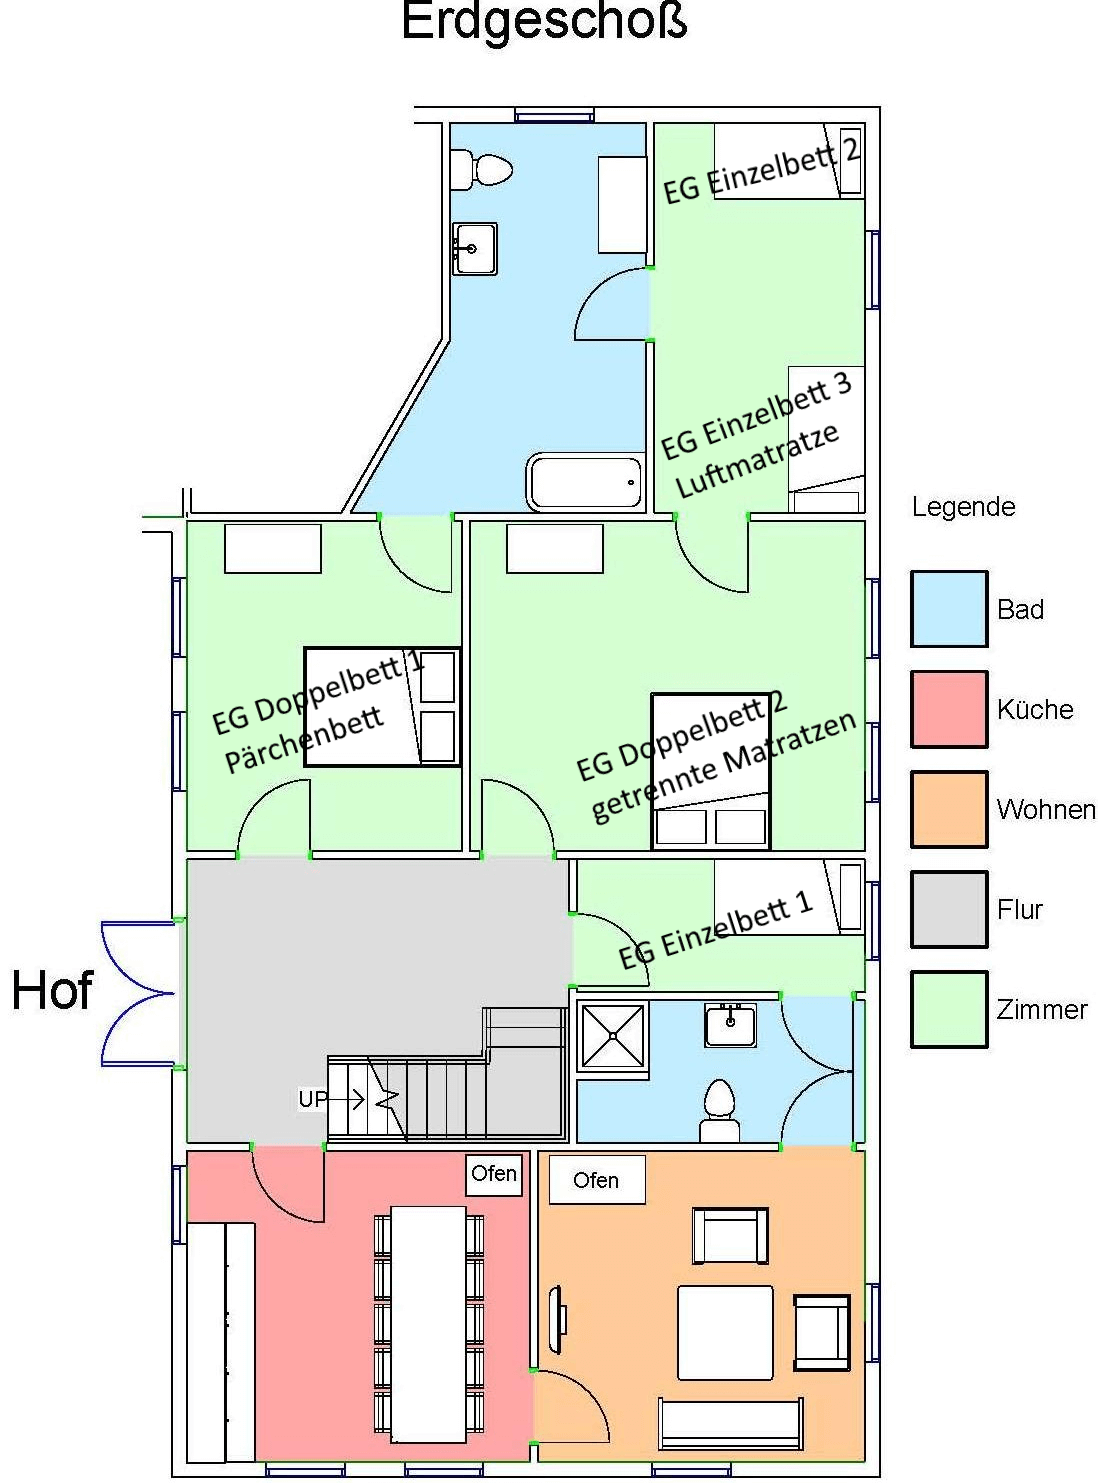 Erdgeschoß
EG Einzelbett 2
EG Einzelbett 3
Luftmatratze
Legende
Bad
Küche
Wohnen
Flur
Zimmer
EG Doppelbett 1
Pärchenbett
EG Doppelbett 2
getrennte Matratzen
EG Einzelbett 1
Hof
UP
Ofen
Ofen